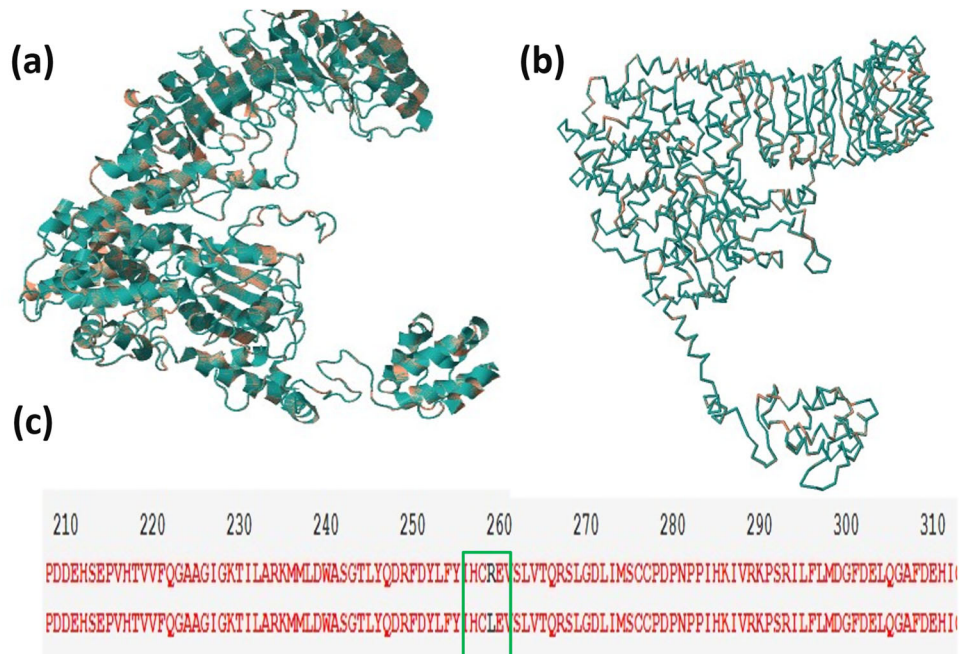 (a)
(b)
(c)
210 220 230 240 250 260 270 280 290 300 310
PDDEHSEPVHTVVFQGAAGIGKTILARKMMLDWASGTLYQDRFDYLFYIHCREVSLVTQRSLGDLIMSCCPDPNPPIHKIVRKPSRILFLMDGFDELQGAFDEHI
PDDEHSEPVHTVVFQGAAGIGKTILARKMMLDWASGTLYQDRFDYLFYIHCLEVSLVTQRSLGDLIMSCCPDPNPPIHKIVRKPSRILFLMDGFDELQGAFDEHI